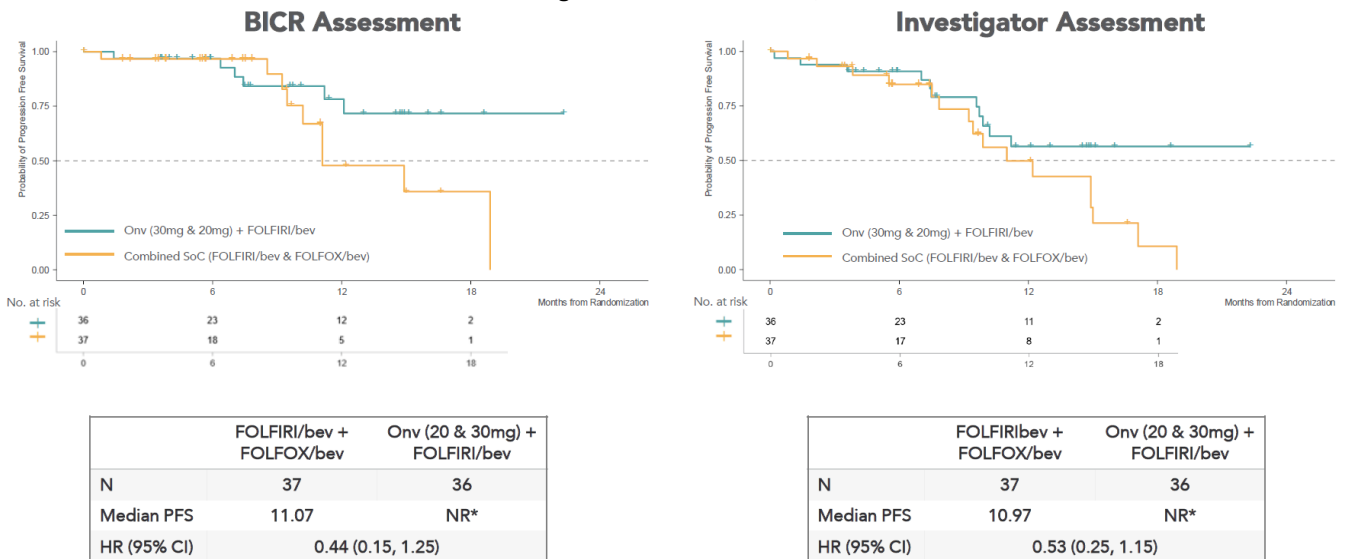 BICR Assessment
Probability of Progression Free Survival
1.00
0.75
0.50
0.25
0.00
Onv (30mg & 20mg) + FOLFIRI/bev
Combined SoC (FOLFIRI/bev & FOLFOX/bev)
0 6 12 18 24
Months from Randomization
No. at risk
36 23 12 2
37 18 5 1
0 6 12 18
FOLFIRI/bev + Onv (20 & 30mg) +
FOLFOX/bev FOLFIRI/bev
N 37 36
Median PFS 11.07 NR*
HR (95% CI) 0.44 (0.15, 1.25)
Investigator Assessment
Probability of Progression Free Survival
1.00
0.75
0.50
0.25
0.00
Onv (30mg & 20mg) + FOLFIRI/bev
Combined SoC (FOLFIRI/bev & FOLFOX/bev)
0 6 12 18 24
Months from Randomization
No. at risk
36 23 11 2
37 17 8 1
0 6 12 18
FOLFIRIbev + Onv (20 & 30mg) +
FOLFOX/bev FOLFIRI/bev
N 37 36
Median PFS 10.97 NR*
HR (95% CI) 0.53 (0.25, 1.15)